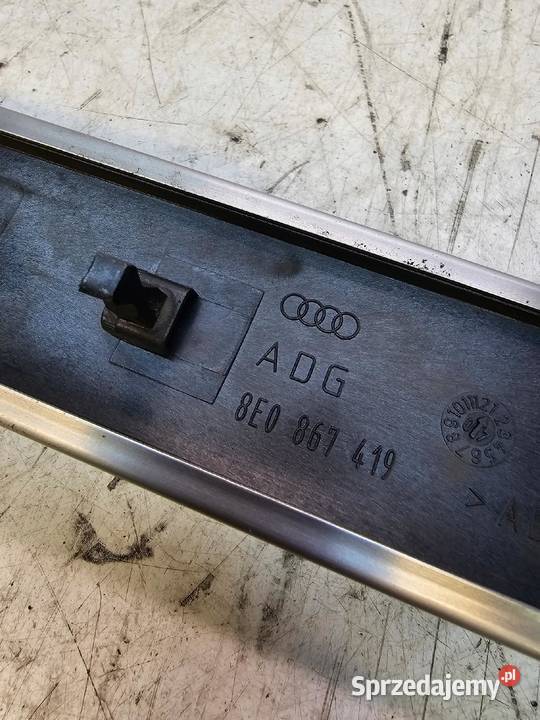 ADG
8E0 867 419
> A
Sprzedajemy.pl